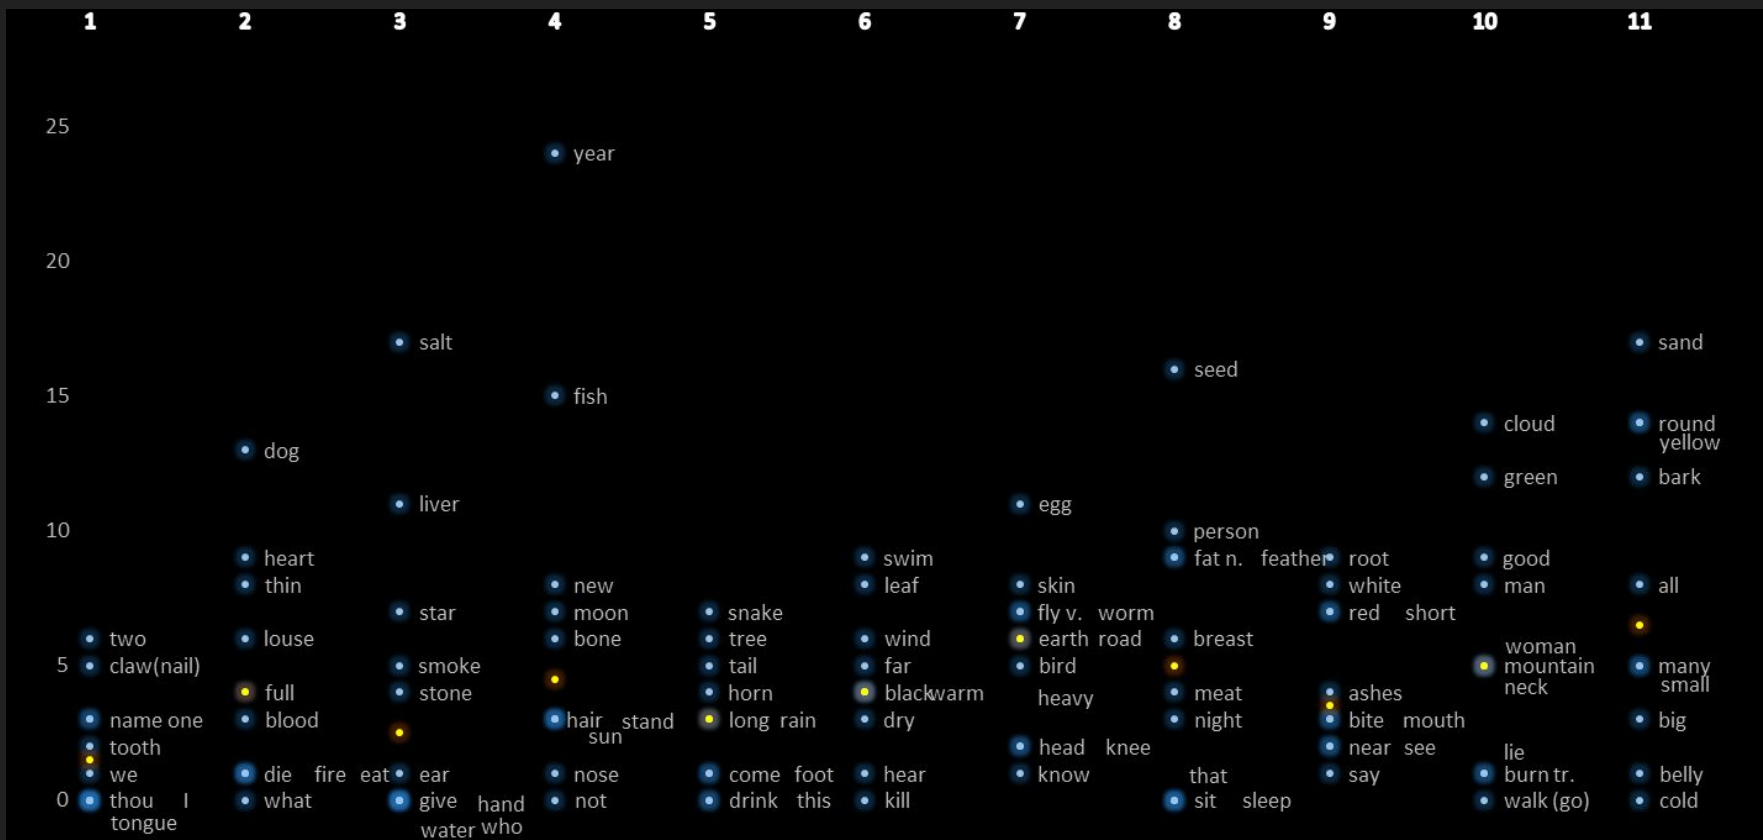 1 2 3 4 5 6 7 8 9 10 11
25
year
20
salt sand
seed
15 fish
cloud round
yellow
dog
green bark
liver egg
10 person
heart swim fat n. feather root good
thin new leaf skin white man all
star moon snake fly v. worm red short
two louse bone tree wind earth road breast
woman
5 claw(nail) smoke tail far bird mountain many
neck small
full stone horn black warm heavy meat ashes
name one blood hair stand long rain dry night bite mouth big
sun
tooth head knee near see lie
we die fire eat ear nose come foot hear know that say burn tr. belly
0 thou I what give hand not drink this kill sit sleep walk (go) cold
tongue water who